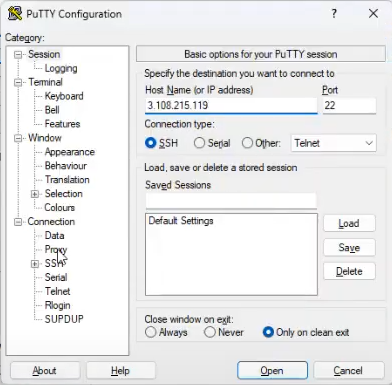 PuTTY Configuration
Category:
Session
Logging
Terminal
Keyboard
Bell
Features
Window
Appearance
Behaviour
Translation
Selection
Colours
Connection
Data
Proxy
SSH
Serial
Telnet
Rlogin
SUPDUP
Basic options for your PuTTY session
Specify the destination you want to connect to
Host Name (or IP address) Port
3.108.215.119 22
Connection type:
SSH Serial Other: Telnet
Load, save or delete a stored session
Saved Sessions
Default Settings
Load
Save
Delete
Close window on exit:
Always Never Only on clean exit
About Help Open Cancel